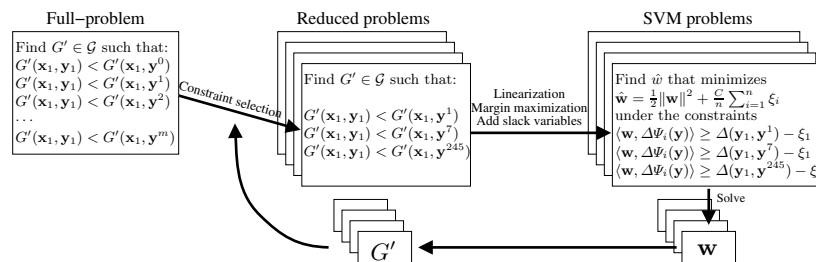 Full−problem
Find G′ ∈ 𝒢 such that:
G′(x₁, y₁) < G′(x₁, y⁰)
G′(x₁, y₁) < G′(x₁, y¹)
G′(x₁, y₁) < G′(x₁, y²)
...
G′(x₁, y₁) < G′(x₁, yᵐ)
Constraint selection
Reduced problems
Find G′ ∈ 𝒢 such that:
G′(x₁, y₁) < G′(x₁, y¹)
G′(x₁, y₁) < G′(x₁, y⁷)
G′(x₁, y₁) < G′(x₁, y²⁴⁵)
Linearization
Margin maximization
Add slack variables
SVM problems
Find ŵ that minimizes
ŵ = ½‖w‖² + C/n ∑ⁿᵢ₌₁ ξᵢ
under the constraints
⟨w, ΔΨᵢ(y)⟩ ≥ Δ(y₁, y¹) − ξ₁
⟨w, ΔΨᵢ(y)⟩ ≥ Δ(y₁, y⁷) − ξ₁
⟨w, ΔΨᵢ(y)⟩ ≥ Δ(y₁, y²⁴⁵) − ξ
Solve
w
G′